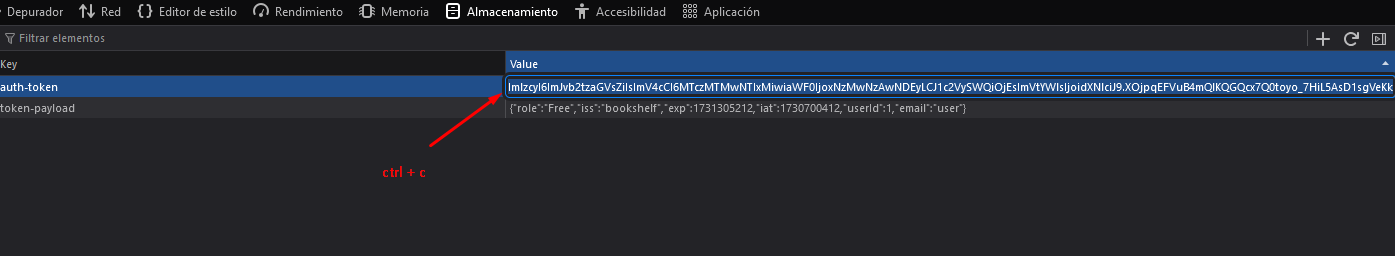 Depurador Red Editor de estilo Rendimiento Memoria Almacenamiento Accesibilidad Aplicación
Filtrar elementos
Key Value
auth-token ImIzcyI6ImJvb2tzaGVsZiIsImV4cCI6MTczMTMwNTIxMiwiaWF0IjoxNzMwNzAwNDEyLCJ1c2VySWQiOjEsImVtYWlsIjoidXNlciJ9.XOjpqEFVuB4mQlKQGQcx7Q0toyo_7HiL5AsD1sgVeKk
token-payload {"role":"Free","iss":"bookshelf","exp":1731305212,"iat":1730700412,"userId":1,"email":"user"}
ctrl + c